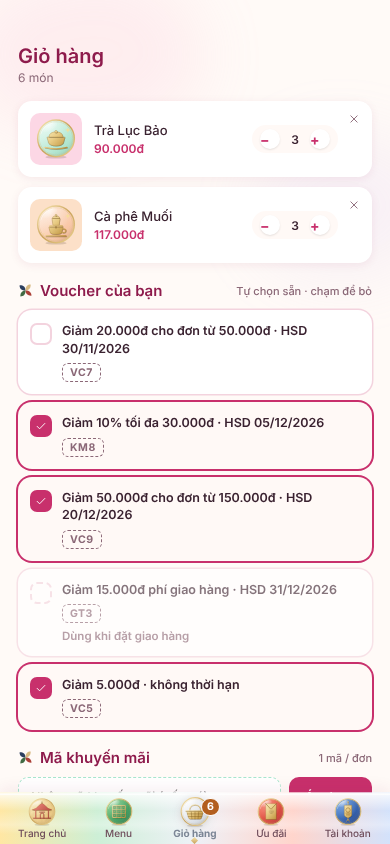 Giỏ hàng
6 món
Trà Lục Bảo
90.000đ
− 3 +
Cà phê Muối
117.000đ
− 3 +
Voucher của bạn
Tự chọn sẵn · chạm để bỏ
Giảm 20.000đ cho đơn từ 50.000đ · HSD
30/11/2026
VC7
Giảm 10% tối đa 30.000đ · HSD 05/12/2026
KM8
Giảm 50.000đ cho đơn từ 150.000đ · HSD
20/12/2026
VC9
Giảm 15.000đ phí giao hàng · HSD 31/12/2026
GT3
Dùng khi đặt giao hàng
Giảm 5.000đ · không thời hạn
VC5
Mã khuyến mãi
1 mã / đơn
6
Trang chủ
Menu
Giỏ hàng
Ưu đãi
Tài khoản